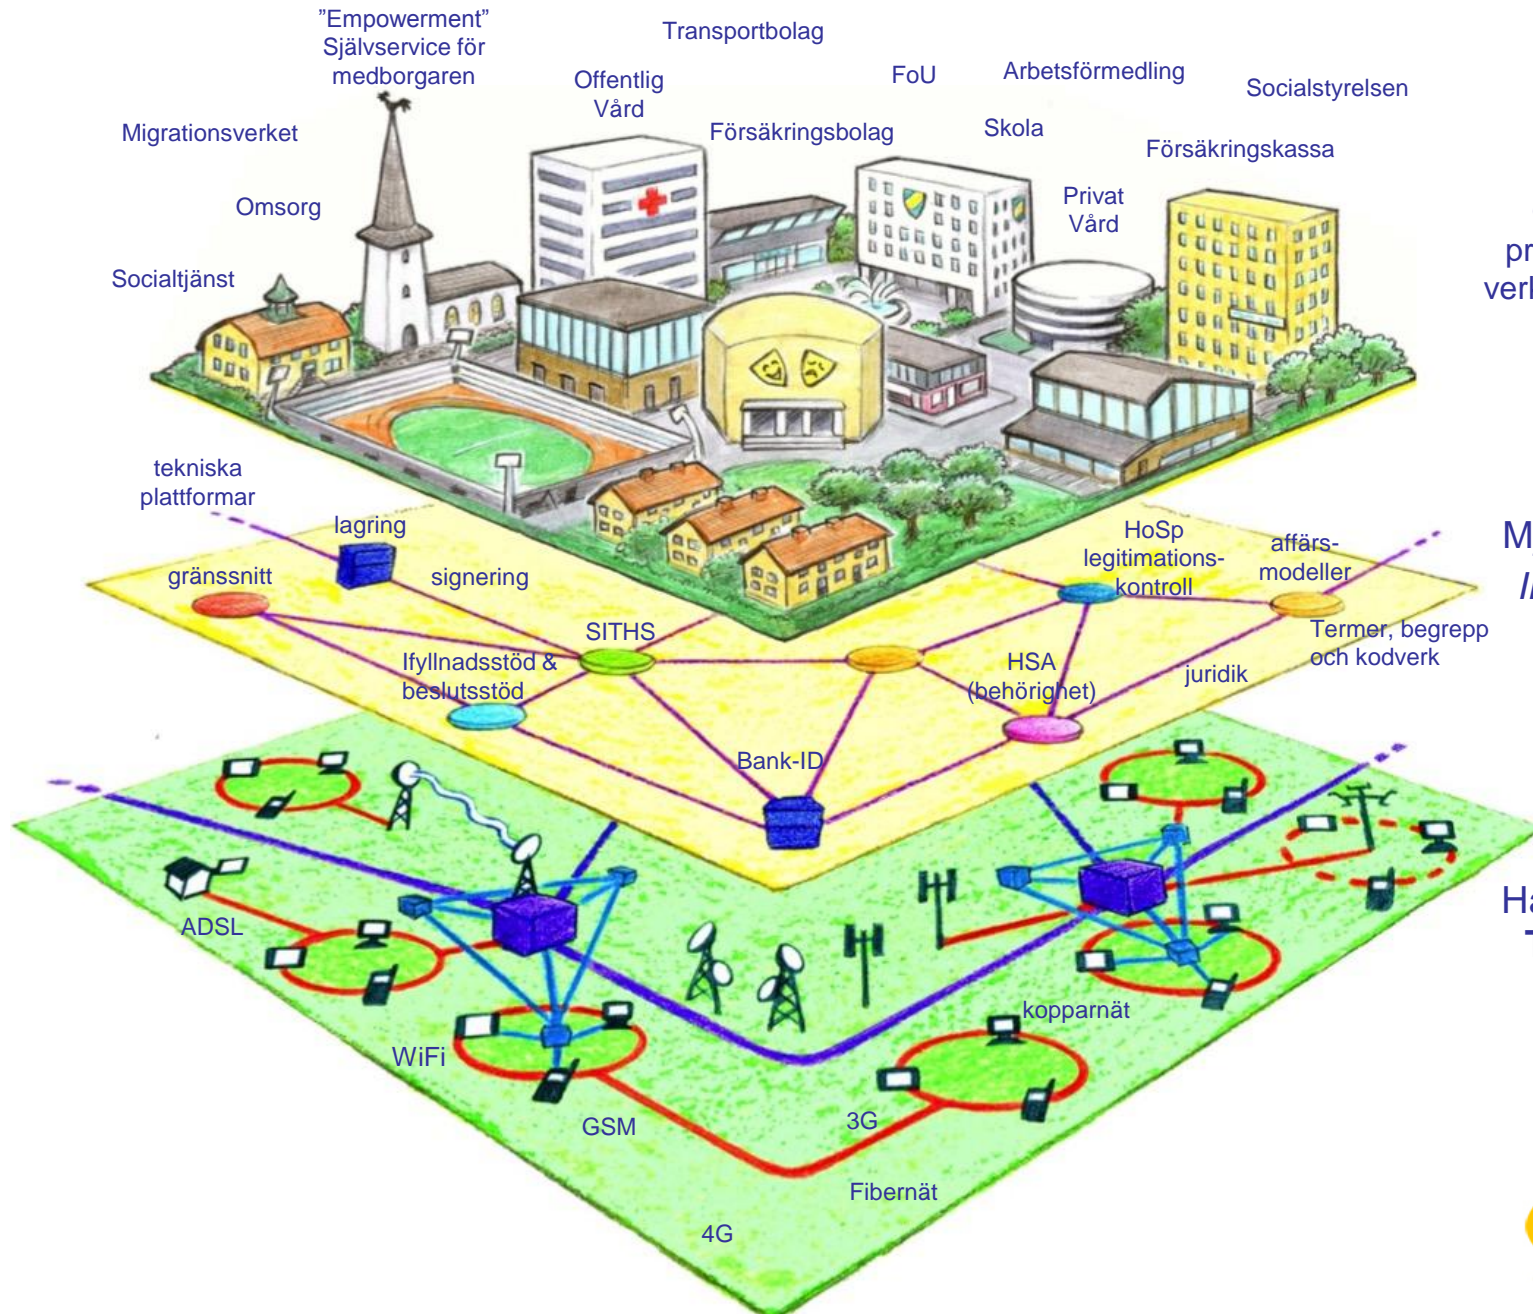 ”Empowerment”
Självservice för
medborgaren
Transportbolag
Offentlig
Vård
FoU
Arbetsförmedling
Socialstyrelsen
Migrationsverket
Försäkringsbolag
Skola
Försäkringskassa
Omsorg
Privat
Vård
Socialtjänst
pr
verk
tekniska
plattformar
lagring
gränssnitt
signering
HoSp
legitimations-
kontroll
affärs-
modeller
SITHS
Ifyllnadsstöd &
beslutsstöd
HSA
(behörighet)
juridik
Termer, begrepp
och kodverk
Bank-ID
ADSL
kopparnät
WiFi
GSM
3G
Fibernät
4G